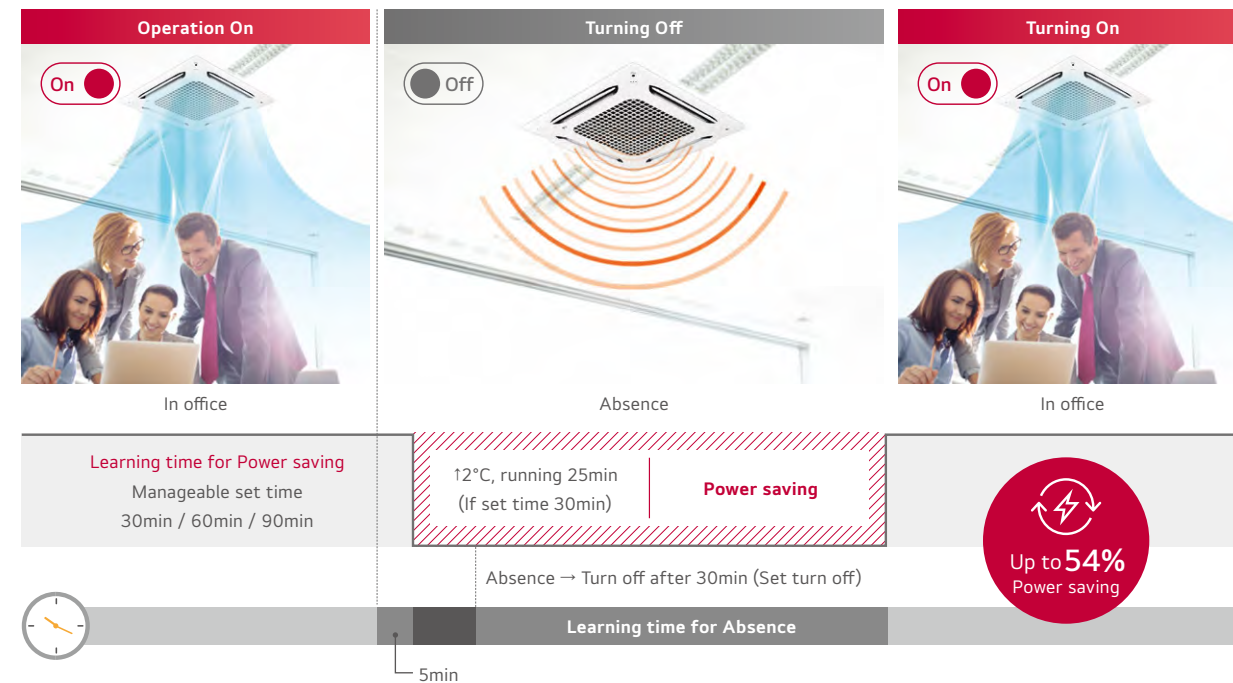 Operation On
Turning Off
Turning On
On
Off
On
In office
Absence
In office
Learning time for Power saving
Manageable set time
30min / 60min / 90min
↑2°C, running 25min
(If set time 30min)
Power saving
Up to 54%
Power saving
Absence → Turn off after 30min (Set turn off)
Learning time for Absence
5min